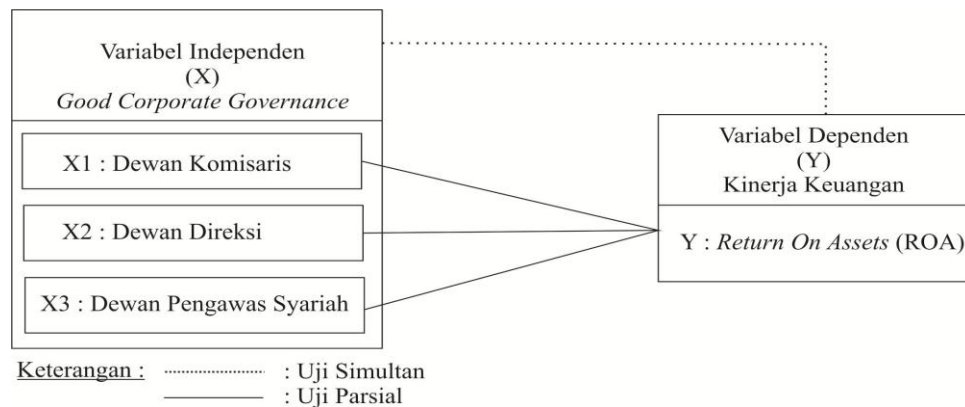 Variabel Independen
(X)
Good Corporate Governance
X1 : Dewan Komisaris
X2 : Dewan Direksi
X3 : Dewan Pengawas Syariah
Variabel Dependen
(Y)
Kinerja Keuangan
Y : Return On Assets (ROA)
Keterangan :
: Uji Simultan
: Uji Parsial